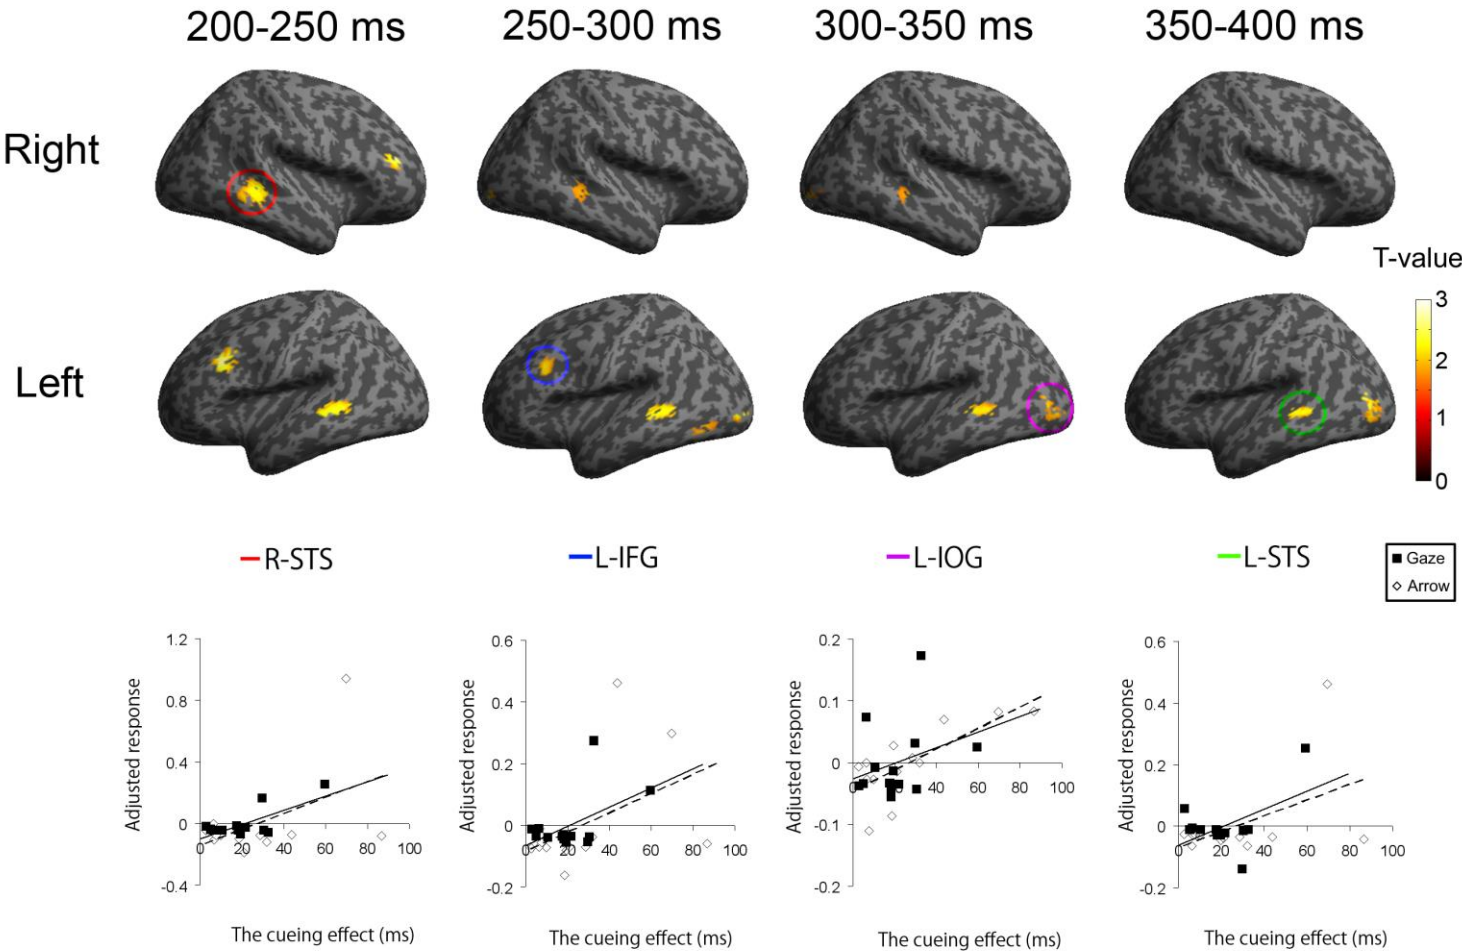 200-250 ms 250-300 ms 300-350 ms 350-400 ms
Right
T-value
3
2
1
0
Left
R-STS L-IFG L-IOG L-STS
Gaze
Arrow
Adjusted response
1.2
0.8
0.4
0
-0.4
0 20 40 60 80 100
The cueing effect (ms)
Adjusted response
0.6
0.4
0.2
0
-0.2
0 20 40 60 80 100
The cueing effect (ms)
Adjusted response
0.2
0.1
0
-0.1
-0.2
0 20 40 60 80 100
The cueing effect (ms)
Adjusted response
0.6
0.4
0.2
0
-0.2
0 20 40 60 80 100
The cueing effect (ms)